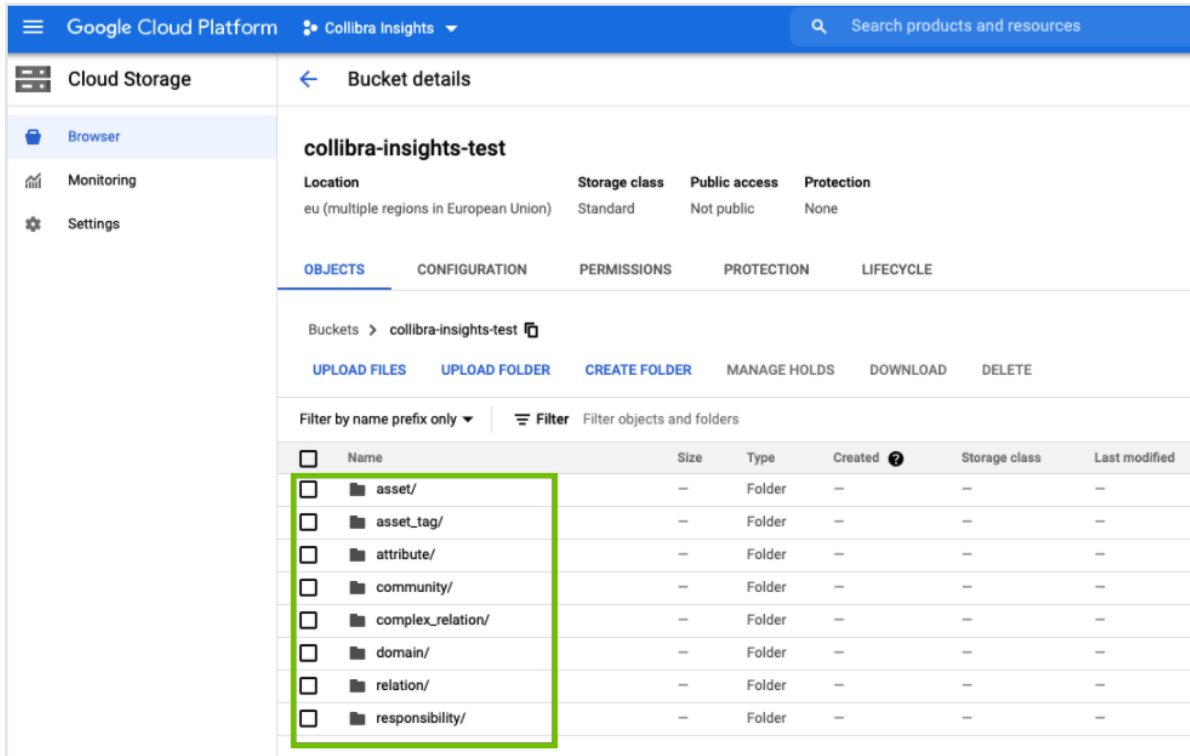 Google Cloud Platform Collibra Insights Search products and resources
Cloud Storage Bucket details
Browser
Monitoring
Settings
collibra-insights-test
Location Storage class Public access Protection
eu (multiple regions in European Union) Standard Not public None
OBJECTS CONFIGURATION PERMISSIONS PROTECTION LIFECYCLE
Buckets > collibra-insights-test
UPLOAD FILES UPLOAD FOLDER CREATE FOLDER MANAGE HOLDS DOWNLOAD DELETE
Filter by name prefix only Filter Filter objects and folders
Name Size Type Created Storage class Last modified
asset/ — Folder — — —
asset_tag/ — Folder — — —
attribute/ — Folder — — —
community/ — Folder — — —
complex_relation/ — Folder — — —
domain/ — Folder — — —
relation/ — Folder — — —
responsibility/ — Folder — — —